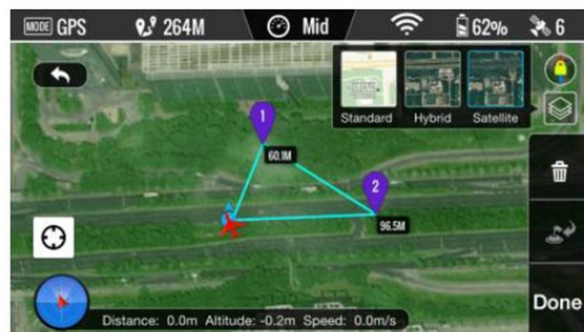 MODE GPS 264M Mid 62% 6
Standard Hybrid Satellite
1
60.1M
2
96.5M
Done
Distance: 0.0m Altitude: -0.2m Speed: 0.0m/s